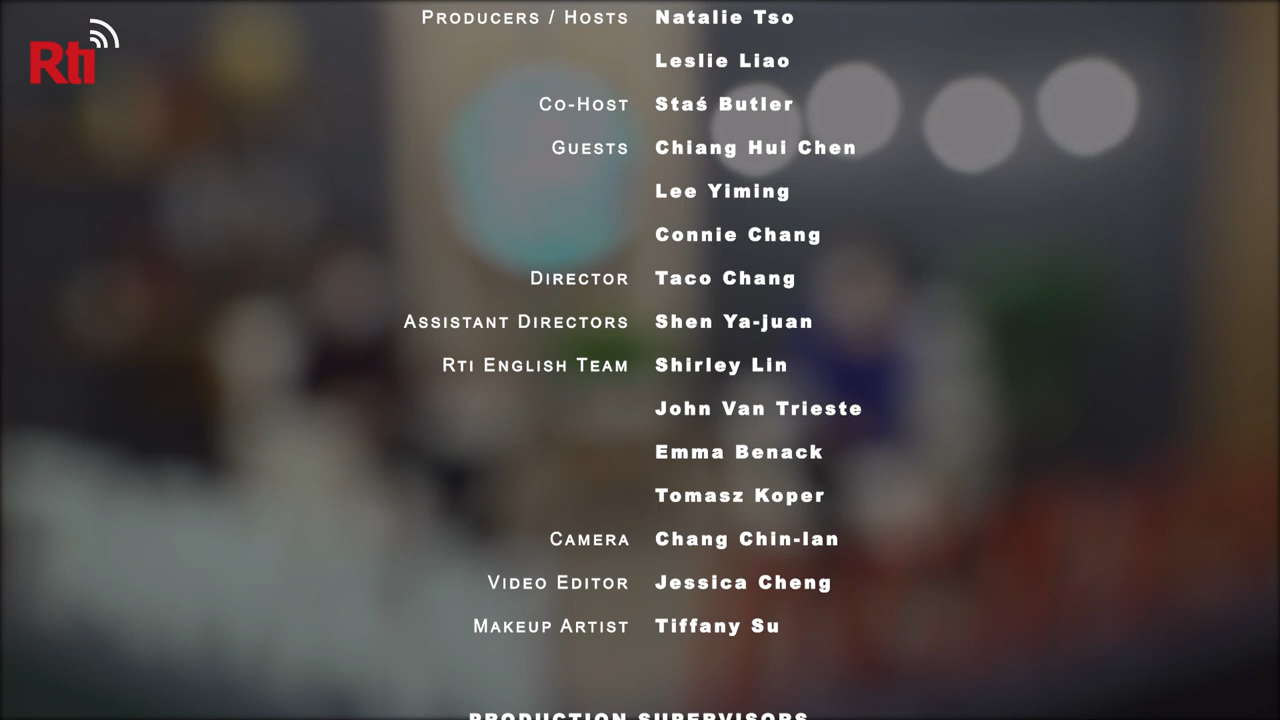 Rti
Producers / Hosts Natalie Tso
Leslie Liao
Co-Host Staś Butler
Guests Chiang Hui Chen
Lee Yiming
Connie Chang
Director Taco Chang
Assistant Directors Shen Ya-juan
Rti English Team Shirley Lin
John Van Trieste
Emma Benack
Tomasz Koper
Camera Chang Chin-lan
Video Editor Jessica Cheng
Makeup Artist Tiffany Su
PRODUCTION SUPERVISORS